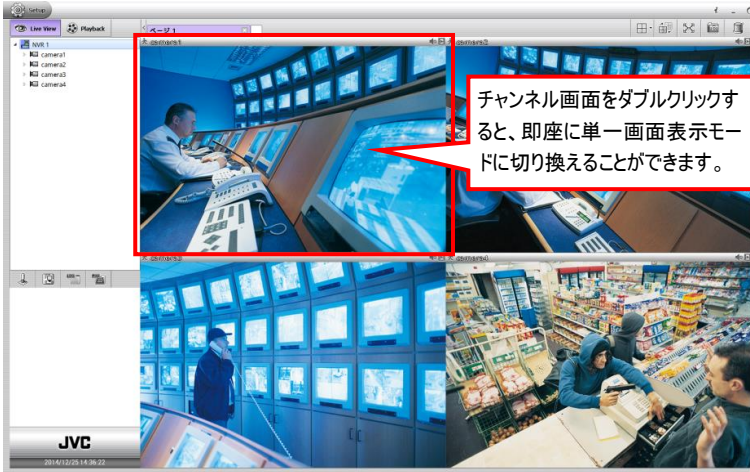 Setup
Live View
Playback
ページ 1
NVR 1
camera1
camera2
camera3
camera4
camera1
camera2
チャンネル画面をダブルクリックす
ると、即座に単一画面表示モー
ドに切り換えることができます。
camera3
camera4
JVC
2014/12/25 14:36:22